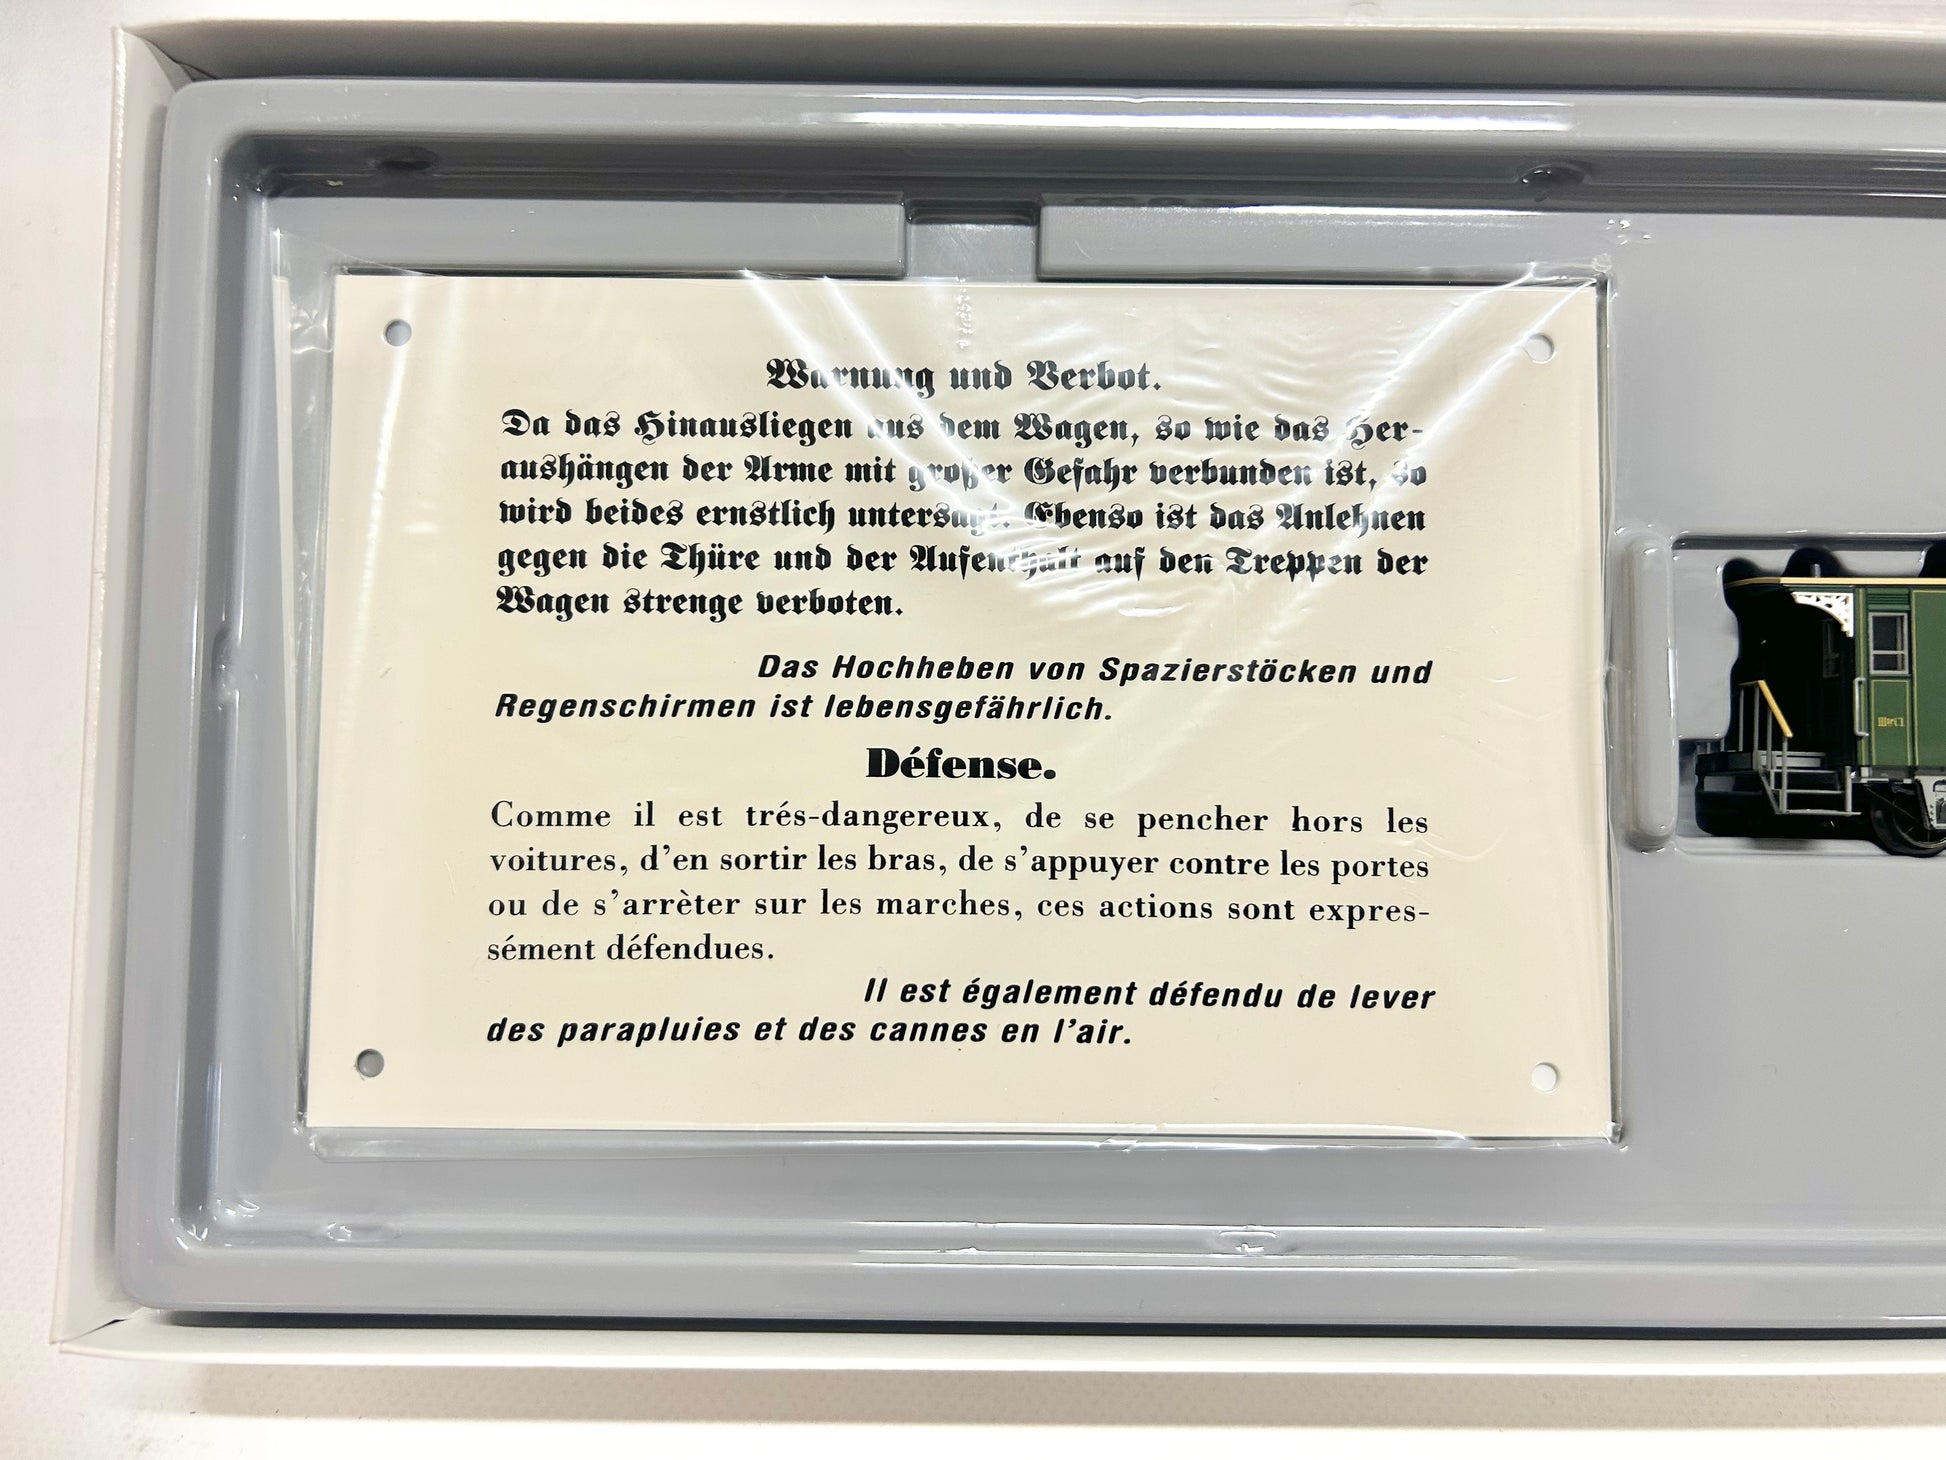 Warnung und Verbot.
Da das Hinausliegen aus dem Wagen, so wie das Her-
aushängen der Arme mit großer Gefahr verbunden ist, so
wird beides ernstlich untersagt. Ebenso ist das Anlehnen
gegen die Thüre und der Aufenthalt auf den Treppen der
Wagen strenge verboten.
Das Hochheben von Spazierstöcken und
Regenschirmen ist lebensgefährlich.
Défense.
Comme il est trés-dangereux, de se pencher hors les
voitures, d'en sortir les bras, de s'appuyer contre les portes
ou de s'arrèter sur les marches, ces actions sont expres-
sément défendues.
Il est également défendu de lever
des parapluies et des cannes en l'air.